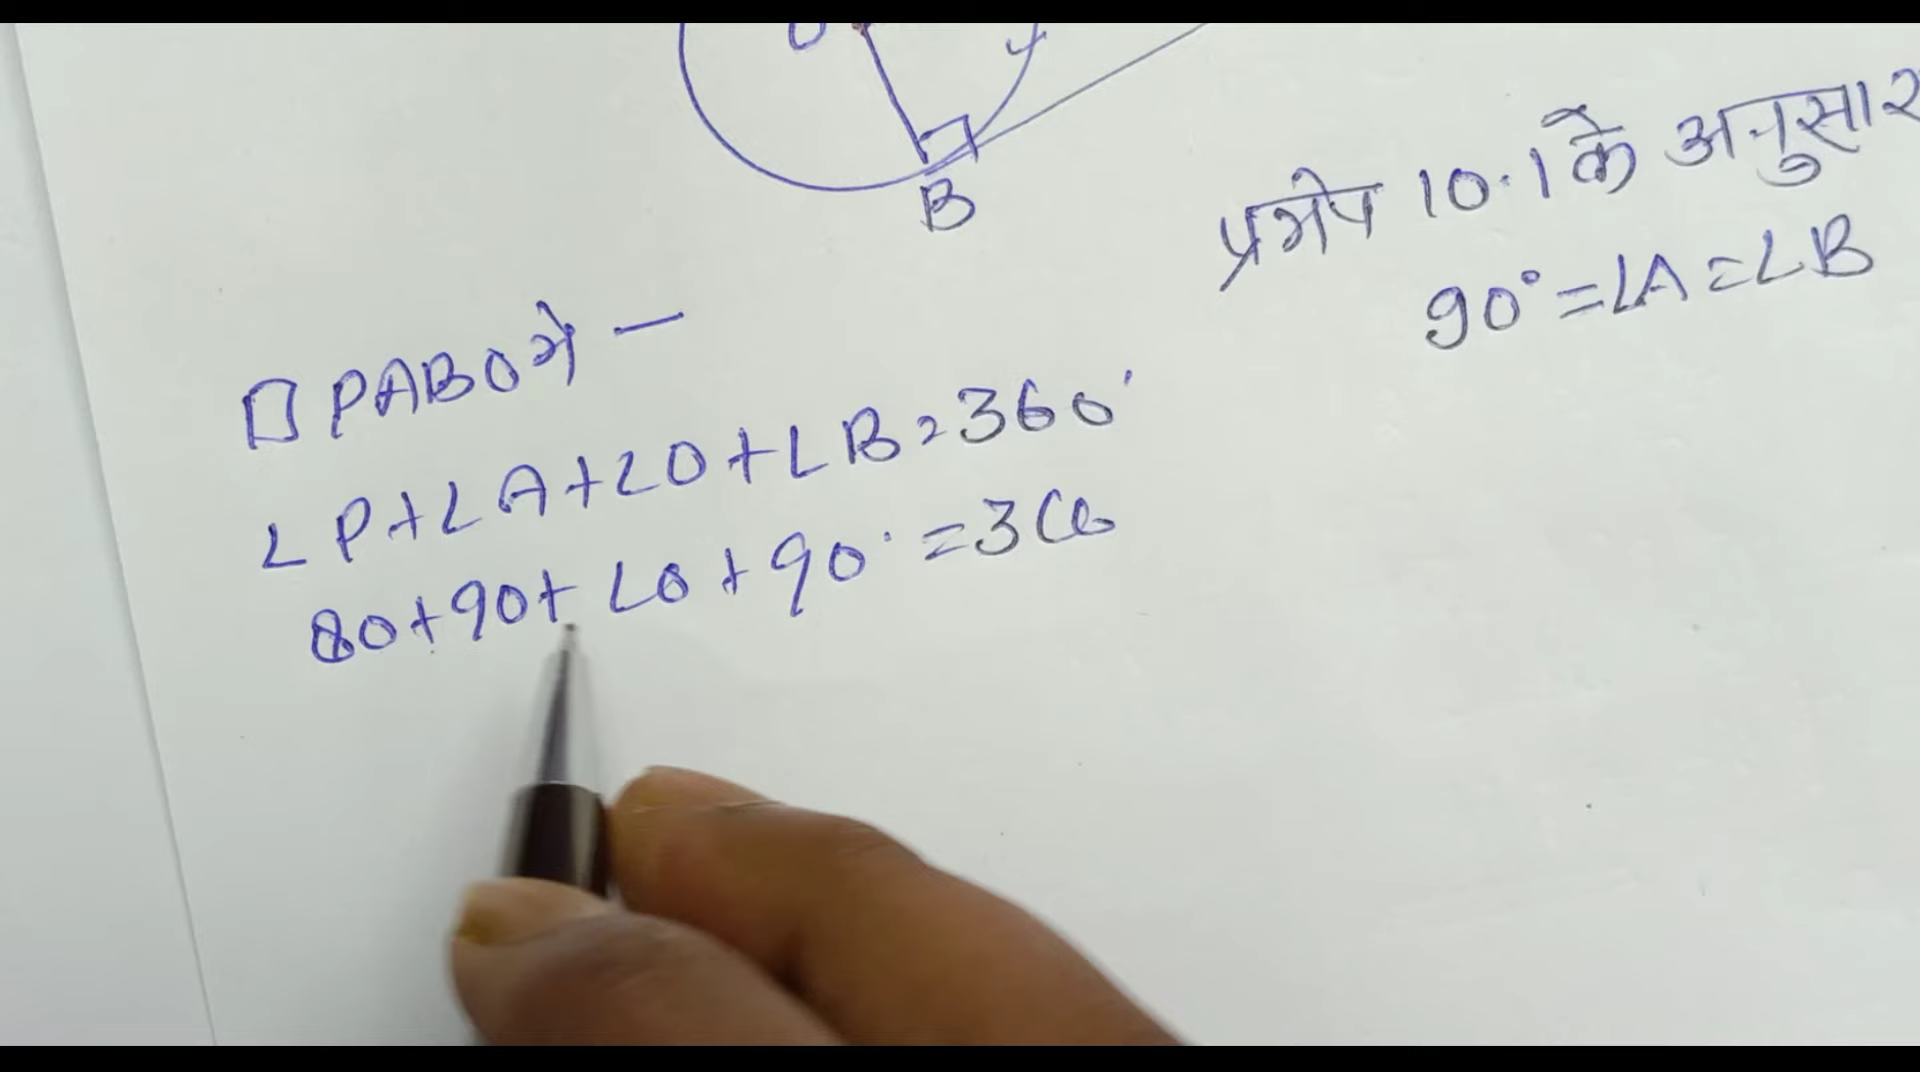 O
B
प्रमेय 10.1 के अनुसार
90° = ∠A = ∠B
□ PABO में —
∠P + ∠A + ∠O + ∠B = 360°
80 + 90 + ∠O + 90° = 360